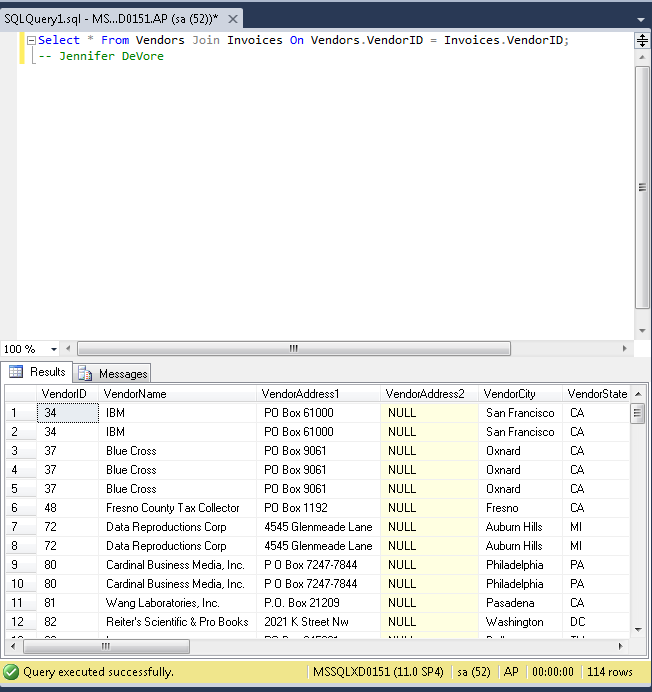 SQLQuery1.sql - MS...D0151.AP (sa (52))*
Select * From Vendors Join Invoices On Vendors.VendorID = Invoices.VendorID;
-- Jennifer DeVore
100 %
Results Messages
VendorID VendorName VendorAddress1 VendorAddress2 VendorCity VendorState
1 34 IBM PO Box 61000 NULL San Francisco CA
2 34 IBM PO Box 61000 NULL San Francisco CA
3 37 Blue Cross PO Box 9061 NULL Oxnard CA
4 37 Blue Cross PO Box 9061 NULL Oxnard CA
5 37 Blue Cross PO Box 9061 NULL Oxnard CA
6 48 Fresno County Tax Collector PO Box 1192 NULL Fresno CA
7 72 Data Reproductions Corp 4545 Glenmeade Lane NULL Auburn Hills MI
8 72 Data Reproductions Corp 4545 Glenmeade Lane NULL Auburn Hills MI
9 80 Cardinal Business Media, Inc. P O Box 7247-7844 NULL Philadelphia PA
10 80 Cardinal Business Media, Inc. P O Box 7247-7844 NULL Philadelphia PA
11 81 Wang Laboratories, Inc. P.O. Box 21209 NULL Pasadena CA
12 82 Reiter's Scientific & Pro Books 2021 K Street Nw NULL Washington DC
Query executed successfully. MSSQLXD0151 (11.0 SP4) sa (52) AP 00:00:00 114 rows